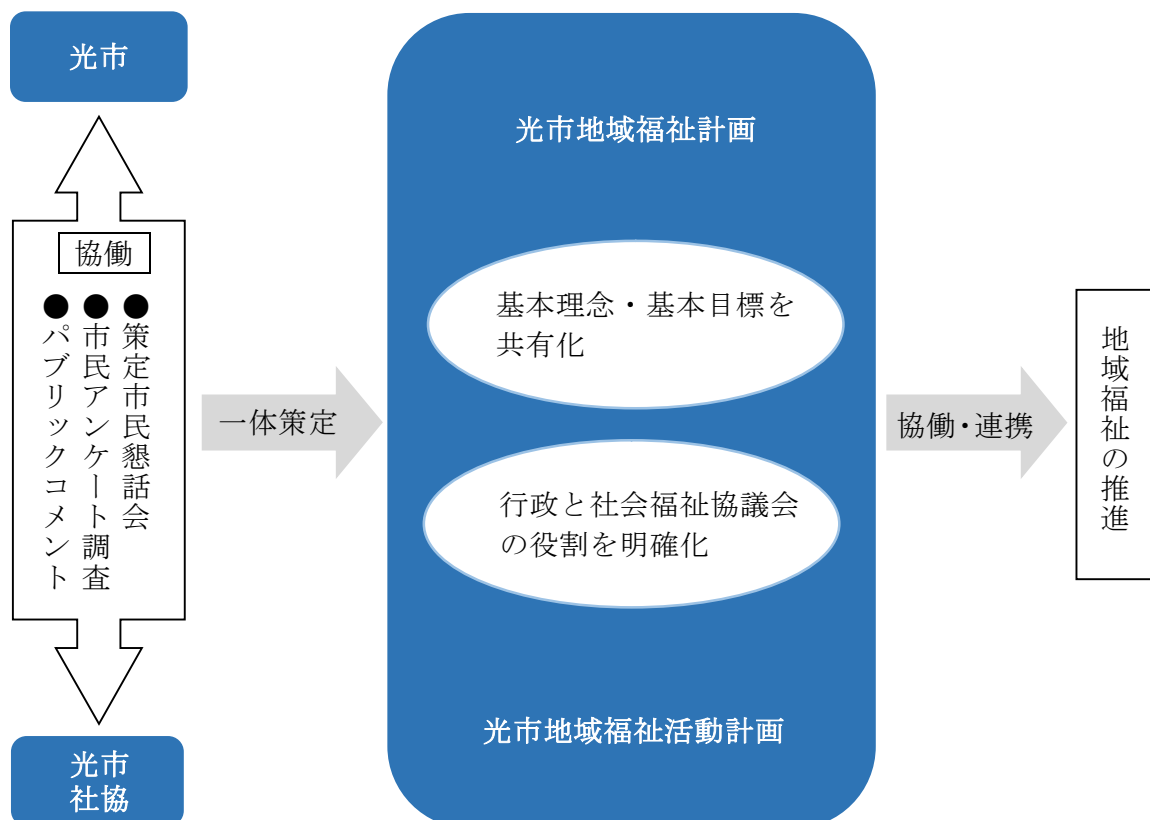 光市
協働
●策定市民懇話会
●市民アンケート調査
●パブリックコメント
光市
社協
一体策定
光市地域福祉計画
基本理念・基本目標を
共有化
行政と社会福祉協議会
の役割を明確化
光市地域福祉活動計画
協働・連携
地域福祉の推進